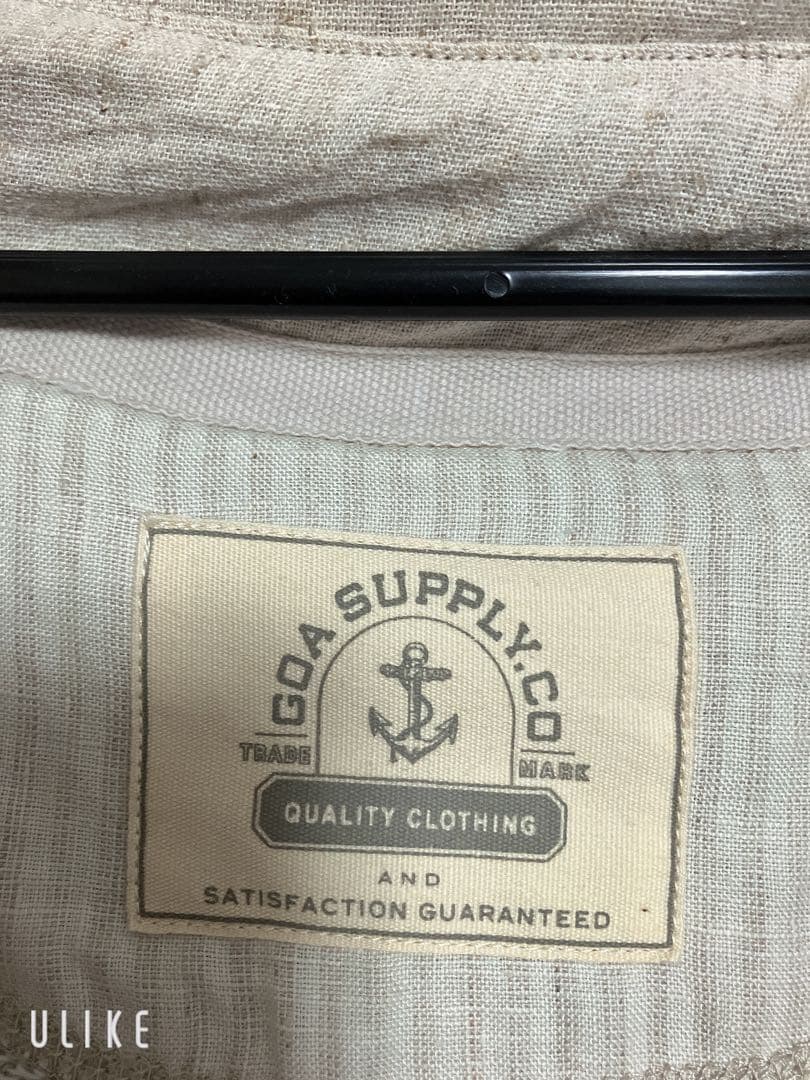 GOA SUPPLY.CO
TRADE MARK
QUALITY CLOTHING
AND
SATISFACTION GUARANTEED
ULIKE